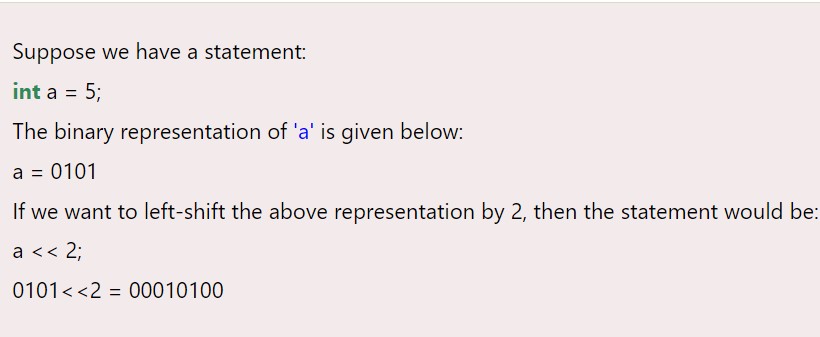 Suppose we have a statement:
int a = 5;
The binary representation of 'a' is given below:
a = 0101
If we want to left-shift the above representation by 2, then the statement would be:
a << 2;
0101<<2 = 00010100